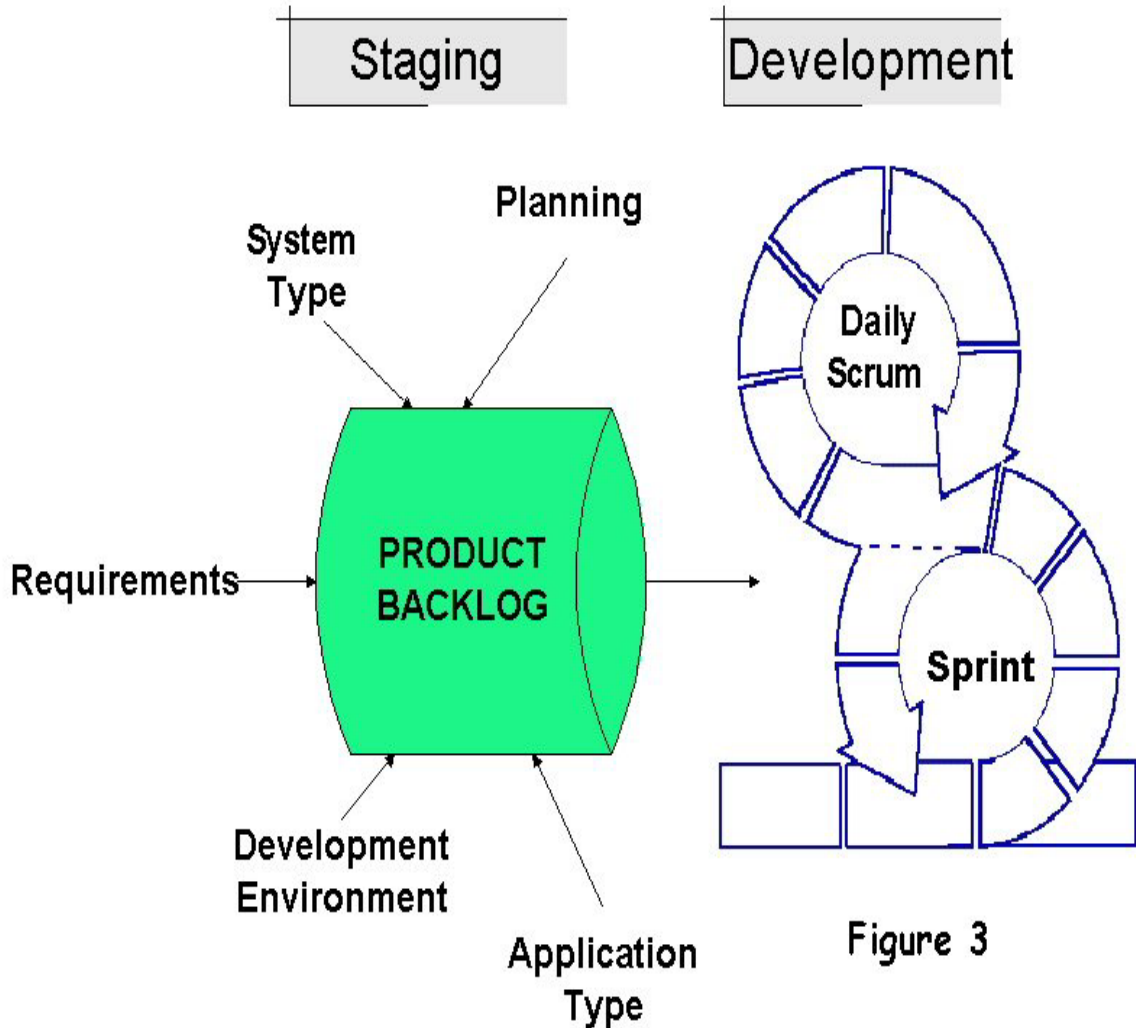 Staging
Development
Planning
System
Type
Daily
Scrum
PRODUCT
BACKLOG
Requirements
Sprint
Development
Environment
Application
Type
Figure 3